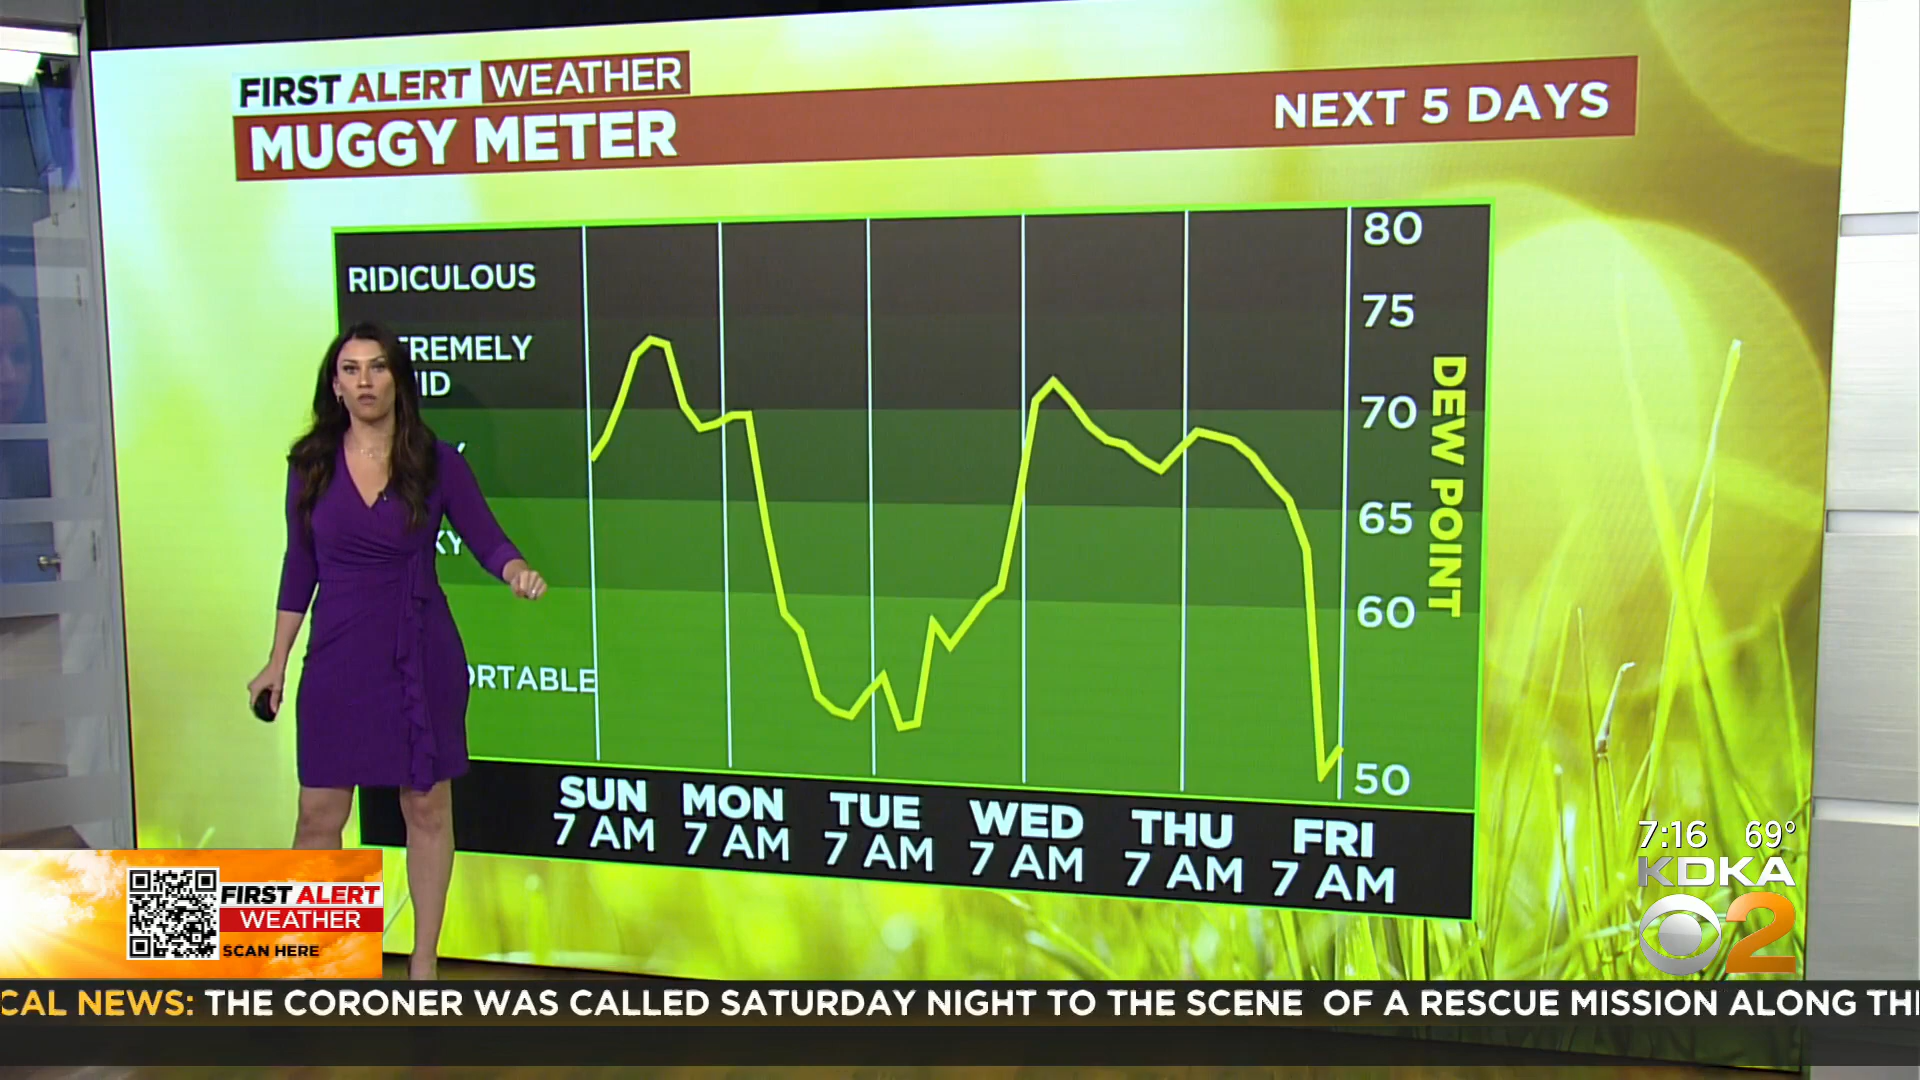 FIRST ALERT WEATHER
MUGGY METER
NEXT 5 DAYS
RIDICULOUS
TREMELY
ID
ORTABLE
80
75
70
65
60
50
DEW POINT
SUN MON TUE WED THU FRI
7 AM 7 AM 7 AM 7 AM 7 AM 7 AM
7:16 69°
KDKA
2
FIRST ALERT
WEATHER
SCAN HERE
CAL NEWS: THE CORONER WAS CALLED SATURDAY NIGHT TO THE SCENE OF A RESCUE MISSION ALONG TH